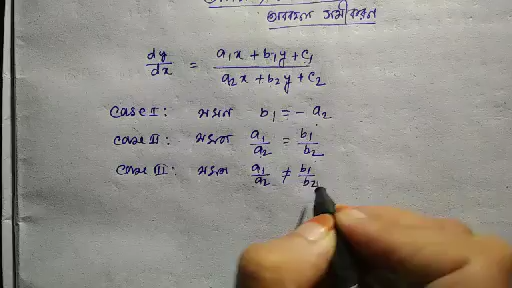 অবকল সমীকরণ
dy/dx = (a₁x + b₁y + c₁)/(a₂x + b₂y + c₂)
Case I: যখন b₁ = - a₂
Case II: যখন a₁/a₂ = b₁/b₂
Case III: যখন a₁/a₂ ≠ b₁/b₂